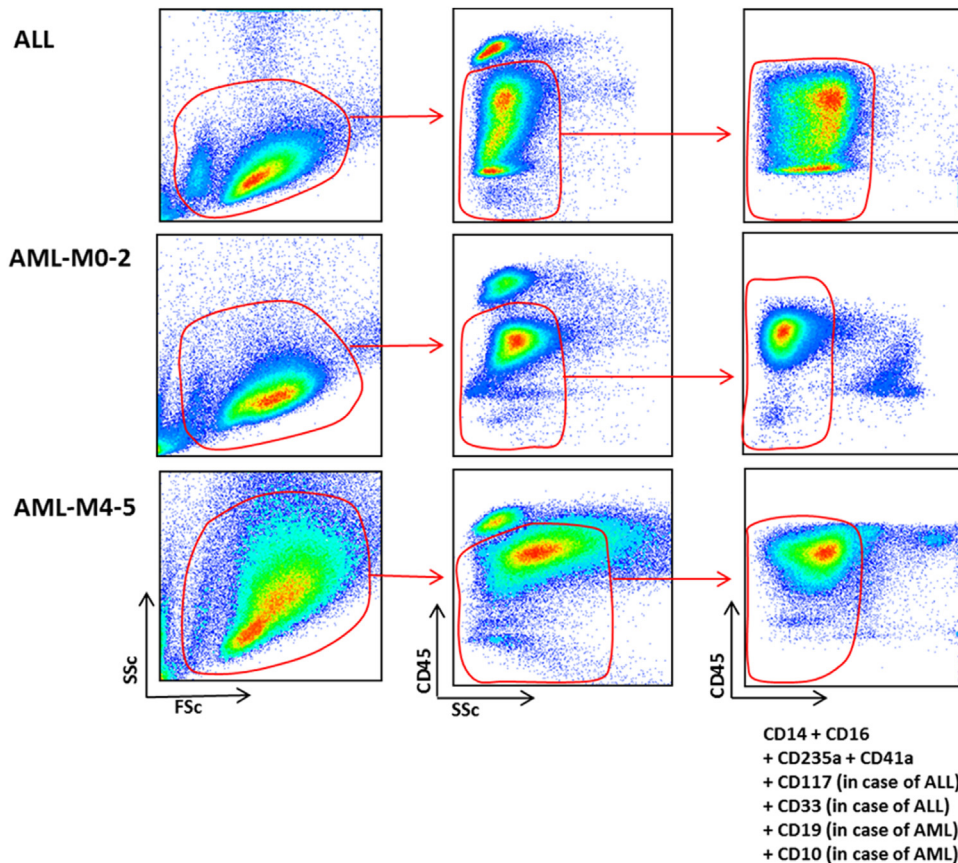 ALL
AML-M0-2
AML-M4-5
SSc
FSc
CD45
SSc
CD45
CD14 + CD16
+ CD235a + CD41a
+ CD117 (in case of ALL)
+ CD33 (in case of ALL)
+ CD19 (in case of AML)
+ CD10 (in case of AML)